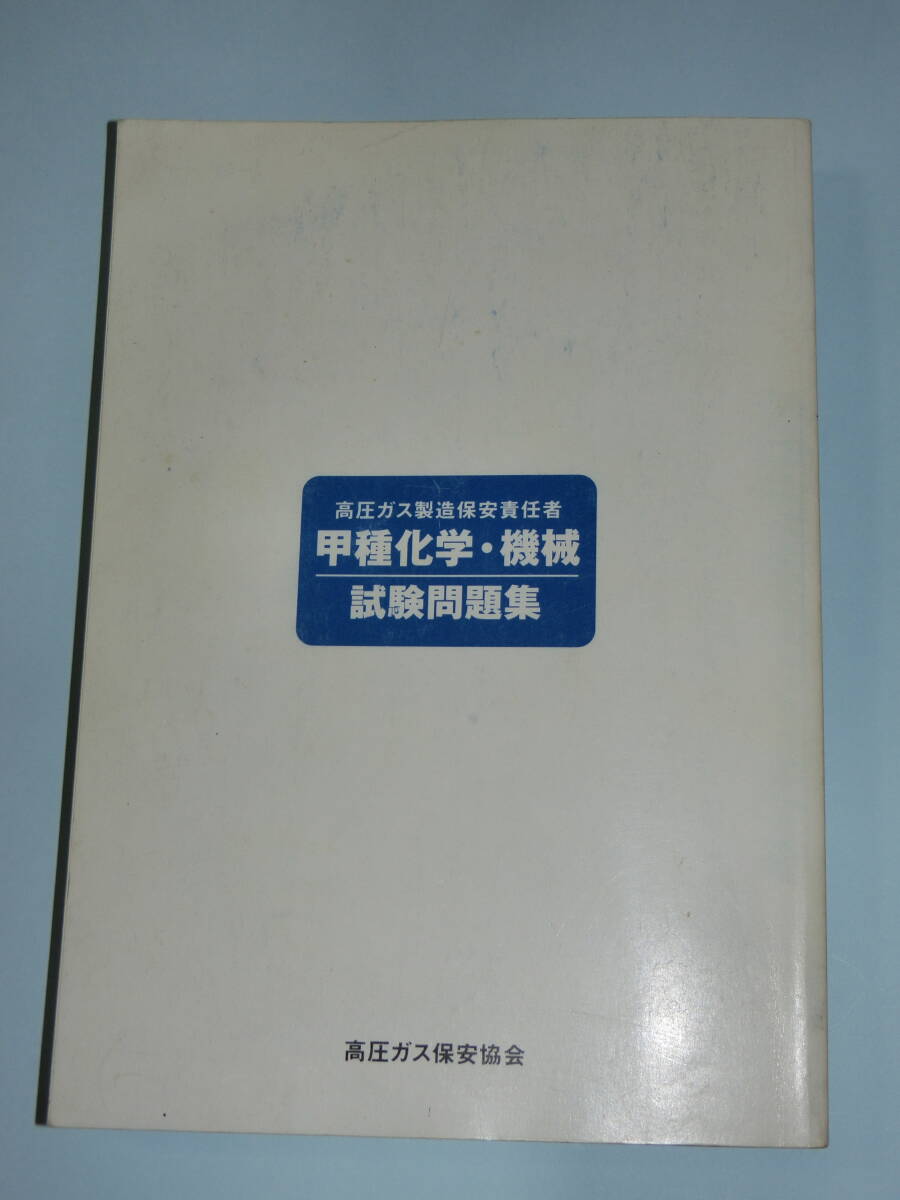 高圧ガス製造保安責任者
甲種化学・機械
試験問題集
高圧ガス保安協会